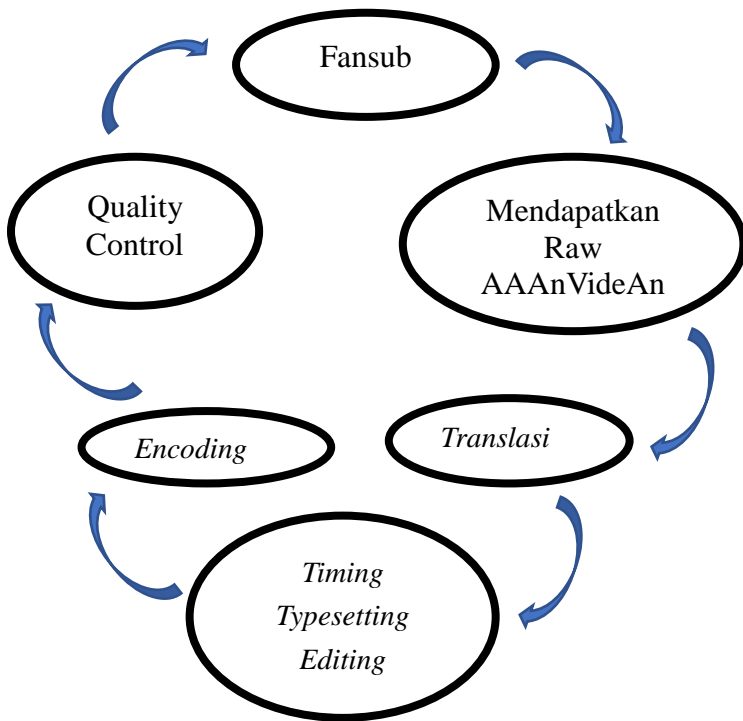 Fansub
Mendapatkan
Raw
AAAnVideAn
Translasi
Timing
Typesetting
Editing
Encoding
Quality
Control